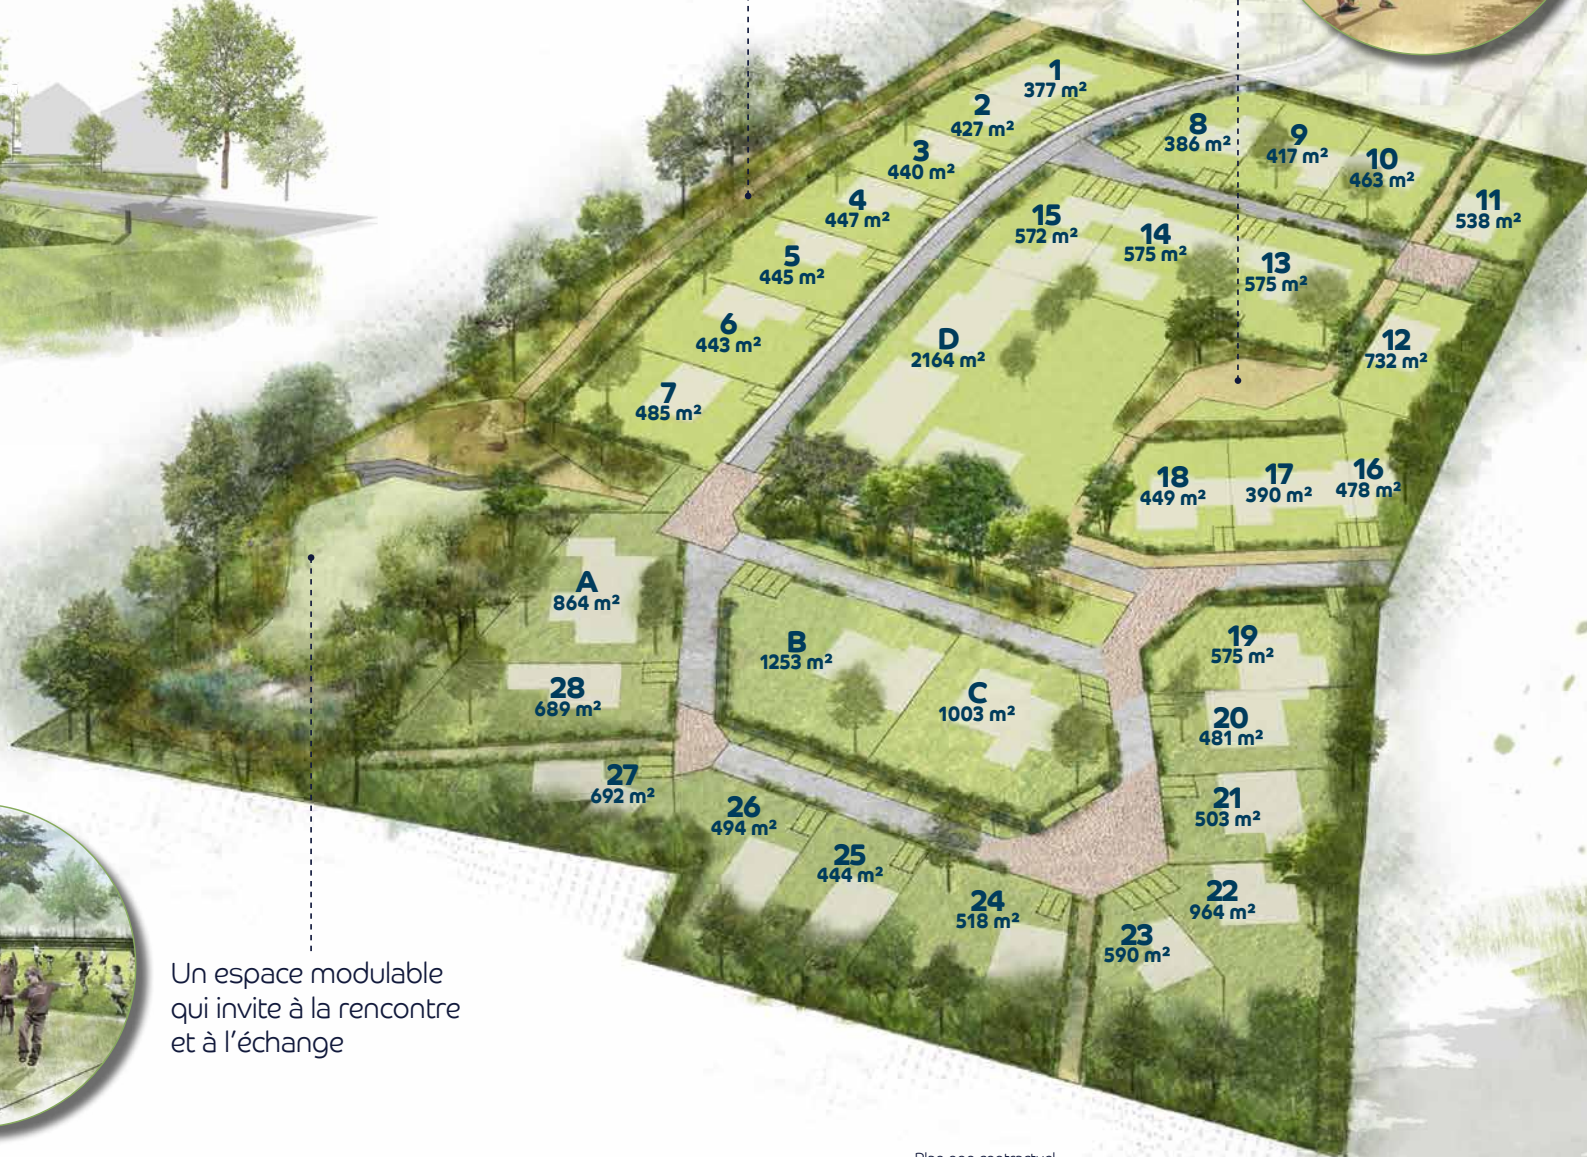 1
377 m²
2
427 m²
3
440 m²
4
447 m²
5
445 m²
6
443 m²
7
485 m²
8
386 m²
9
417 m²
10
463 m²
11
538 m²
12
732 m²
13
575 m²
14
575 m²
15
572 m²
D
2164 m²
16
478 m²
17
390 m²
18
449 m²
A
864 m²
B
1253 m²
C
1003 m²
19
575 m²
20
481 m²
21
503 m²
22
964 m²
23
590 m²
24
518 m²
25
444 m²
26
494 m²
27
692 m²
28
689 m²
Un espace modulable
qui invite à la rencontre
et à l'échange
Plan non contractuel